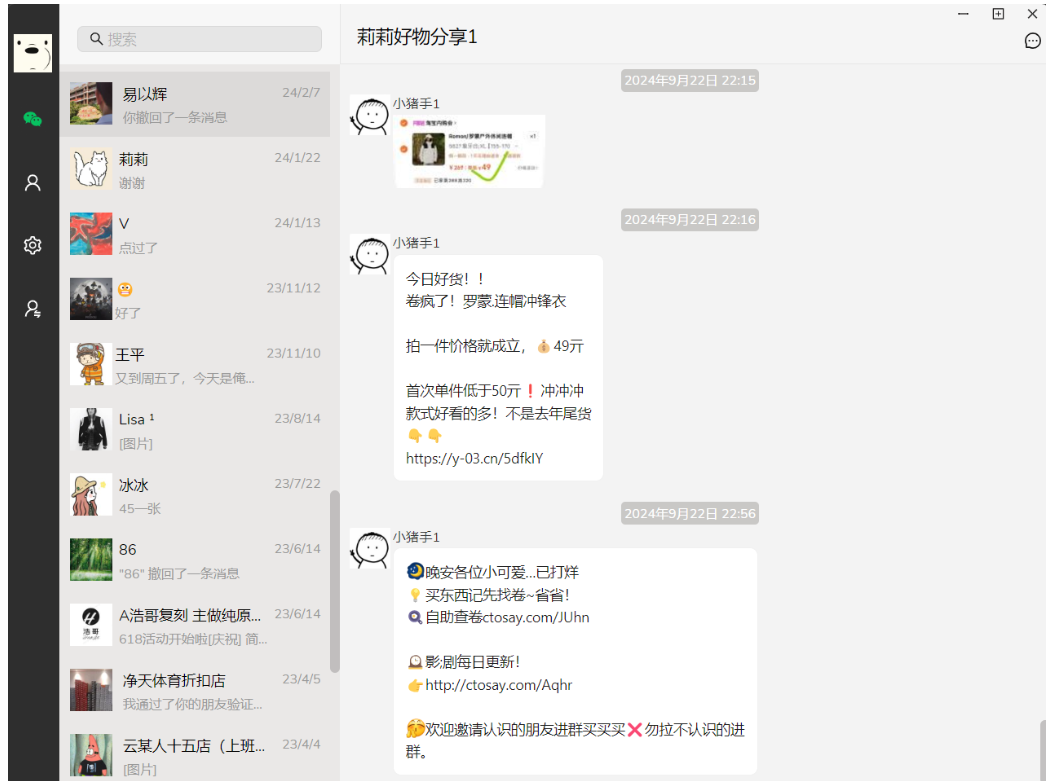 搜索
易以辉
24/2/7
你撤回了一条消息
莉莉
24/1/22
谢谢
V
24/1/13
点过了
23/11/12
好了
王平
23/11/10
又到周五了，今天是俺...
Lisa ¹
23/8/14
[图片]
冰冰
23/7/22
45一张
86
23/6/14
"86" 撤回了一条消息
浩哥
A浩哥复刻 主做纯原...
23/6/14
618活动开始啦[庆祝] 简...
净天体育折扣店
23/4/5
我通过了你的朋友验证...
云某人十五店（上班...
23/4/4
[图片]
莉莉好物分享1
2024年9月22日 22:15
小猪手1
×1
2024年9月22日 22:16
小猪手1
今日好货！！
卷疯了！罗蒙.连帽冲锋衣
拍一件价格就成立，💰49亓
首次单件低于50亓❗冲冲冲
款式好看的多！不是去年尾货
👇👇
https://y-03.cn/5dfkIY
2024年9月22日 22:56
小猪手1
🌛晚安各位小可爱...已打烊
💡买东西记先找卷~省省！
🔍自助查卷ctosay.com/JUhn
🕰影剧每日更新！
👉http://ctosay.com/Aqhr
🤗欢迎邀请认识的朋友进群买买买❌勿拉不认识的进
群。